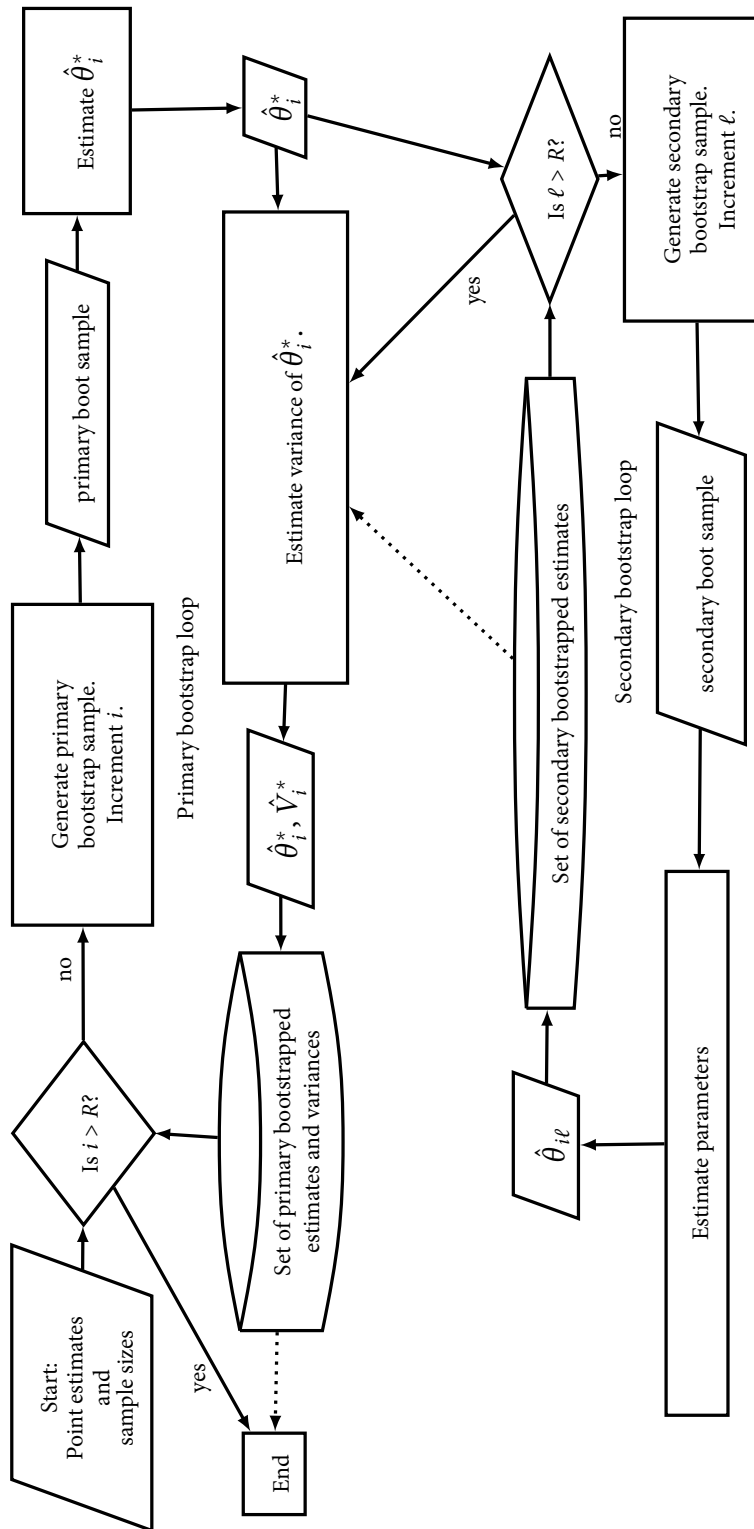 Start:
Point estimates
and
sample sizes
Is i > R?
no
yes
Generate primary
bootstrap sample.
Increment i.
primary boot sample
Estimate θ̂*ᵢ
Primary bootstrap loop
End
Set of primary bootstrapped
estimates and variances
θ̂*ᵢ, V̂*ᵢ
Estimate variance of θ̂*ᵢ.
θ̂*ᵢ
yes
Is ℓ > R?
no
θ̂ᵢℓ
Set of secondary bootstrapped estimates
Secondary bootstrap loop
Estimate parameters
secondary boot sample
Generate secondary
bootstrap sample.
Increment ℓ.